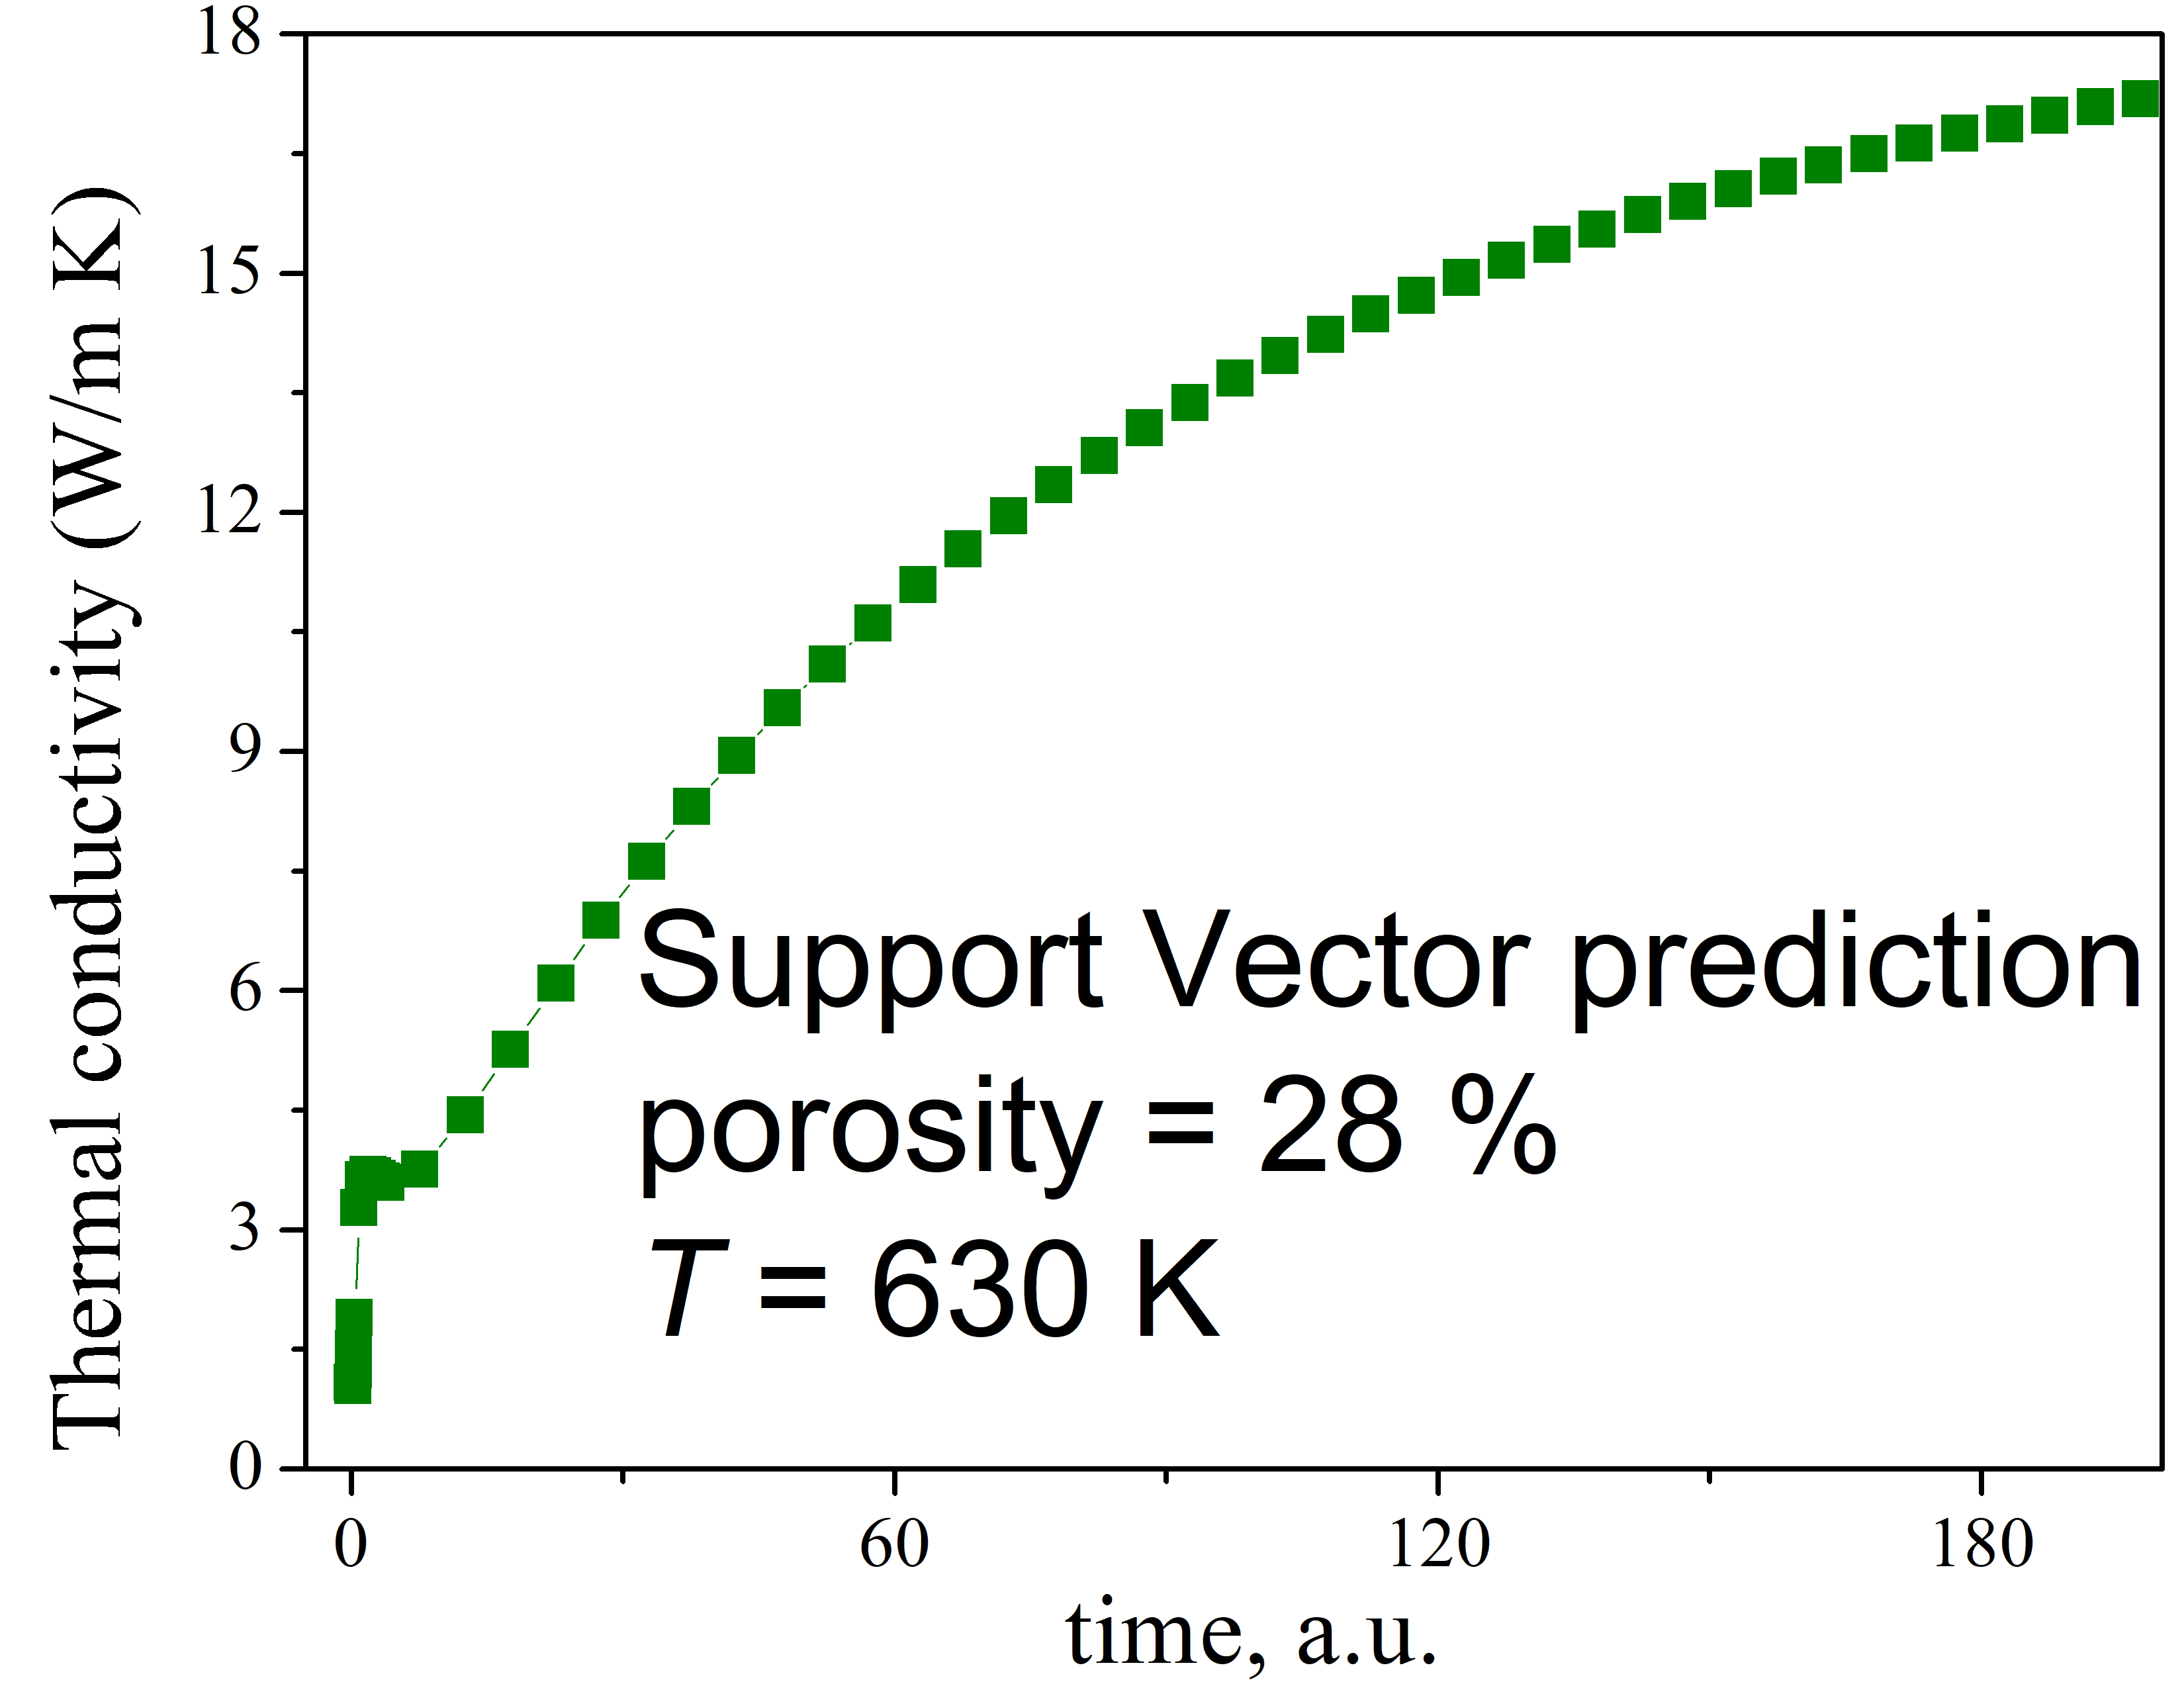 18
15
12
9
6
3
0
Thermal conductivity (W/m K)
Support Vector prediction
porosity = 28 %
T = 630 K
0 60 120 180
time, a.u.